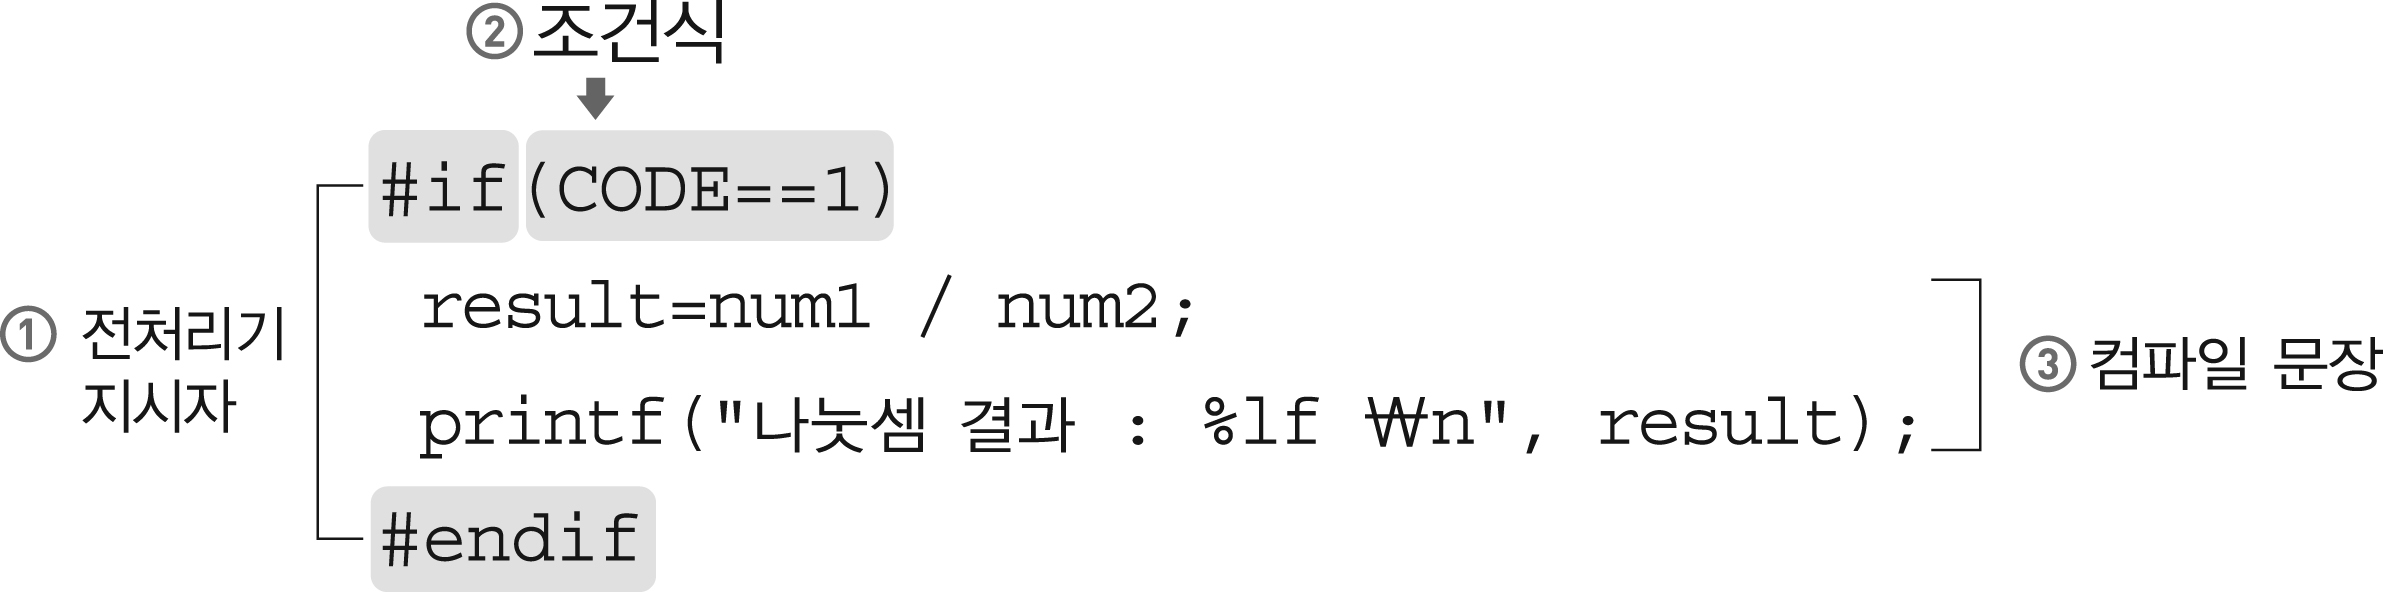 ② 조건식
#if(CODE==1)
result=num1 / num2;
① 전처리기
지시자
③ 컴파일 문장
printf("나눗셈 결과 : %lf ₩n", result);
#endif